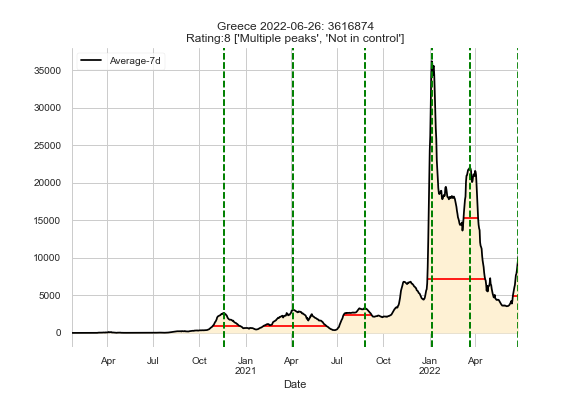 Greece 2022-06-26: 3616874
Rating:8 ['Multiple peaks', 'Not in control']
Average-7d
35000
30000
25000
20000
15000
10000
5000
0
Apr Jul Oct Jan Apr Jul Oct Jan Apr
2021 2022
Date